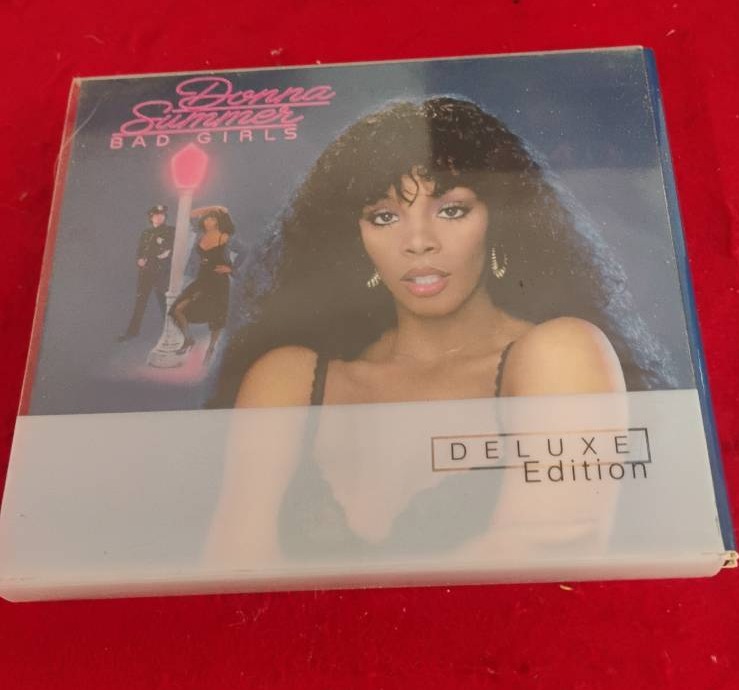 Donna
Summer
BAD GIRLS
DELUXE
Edition